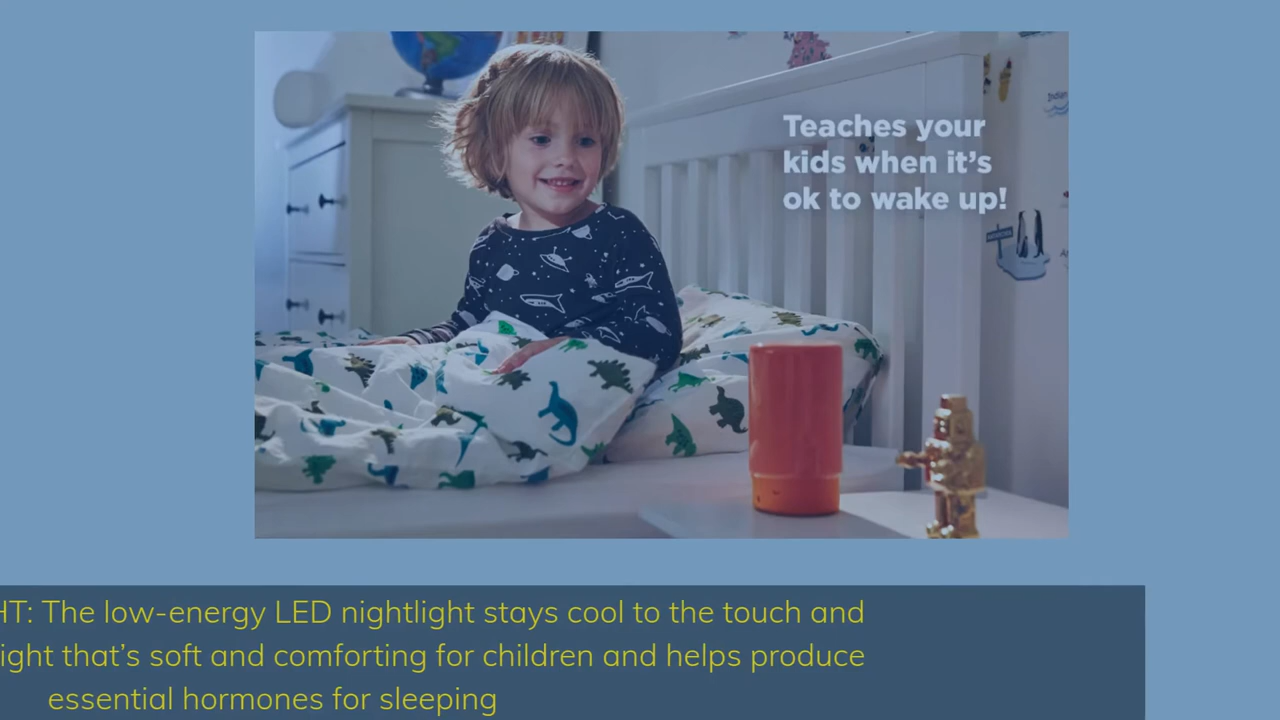 Teaches your
kids when it's
ok to wake up!
HT: The low-energy LED nightlight stays cool to the touch and
ight that's soft and comforting for children and helps produce
essential hormones for sleeping